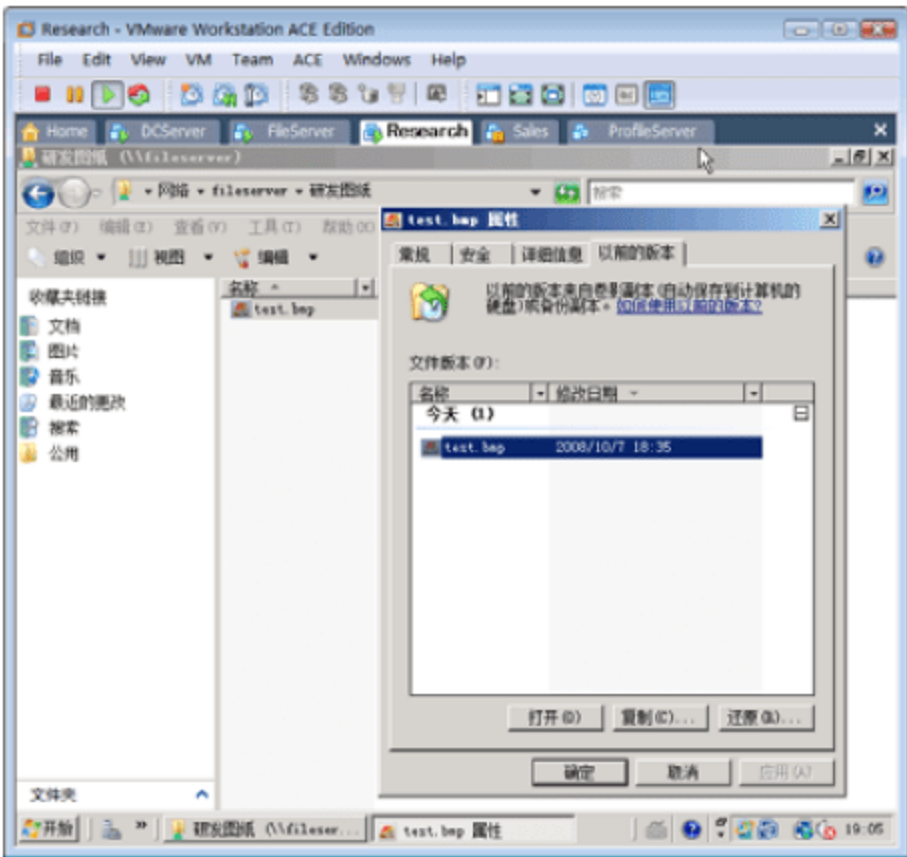 Research - VMware Workstation ACE Edition
File Edit View VM Team ACE Windows Help
Home DCServer FileServer Research Sales ProfileServer
研发图纸 (\\fileserver)
网络 fileserver 研发图纸 搜索
文件(F) 编辑(E) 查看(V) 工具(T) 帮助(H)
组织 视图 编辑
收藏夹链接
文档
图片
音乐
最近的更改
搜索
公用
文件夹
名称
test.bmp
test.bmp 属性
常规 安全 详细信息 以前的版本
以前的版本来自卷影副本(自动保存到计算机的
硬盘)或备份副本。如何使用以前的版本?
文件版本(F):
名称 修改日期
今天 (1)
test.bmp 2008/10/7 18:35
打开(O) 复制(C)... 还原(R)...
确定 取消 应用(A)
开始 研发图纸 (\\fileser... test.bmp 属性 19:05